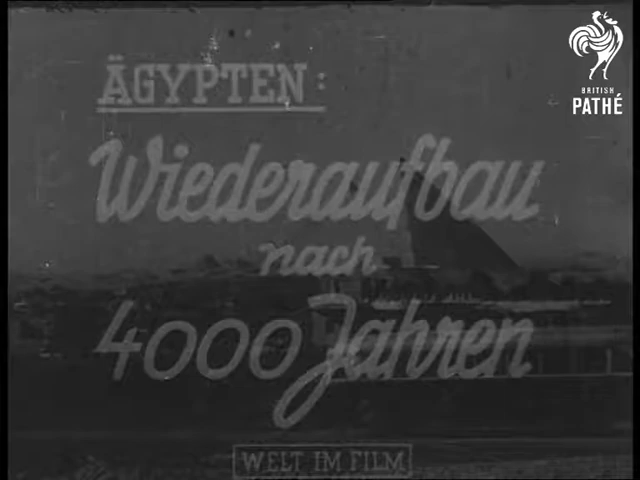 ÄGYPTEN:
Wiederaufbau
nach
4000 Jahren
WELT IM FILM
BRITISH
PATHÉ